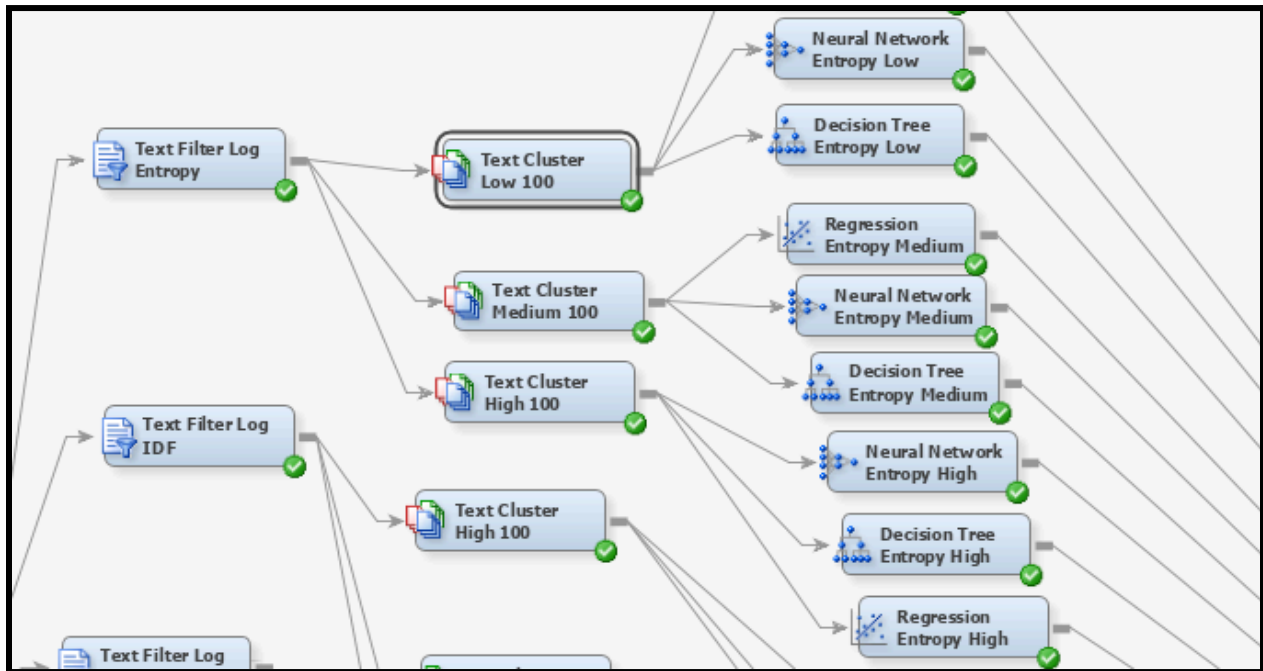 Neural Network
Entropy Low
Decision Tree
Entropy Low
Text Filter Log
Entropy
Text Cluster
Low 100
Regression
Entropy Medium
Text Cluster
Medium 100
Neural Network
Entropy Medium
Decision Tree
Entropy Medium
Text Cluster
High 100
Text Filter Log
IDF
Neural Network
Entropy High
Text Cluster
High 100
Decision Tree
Entropy High
Regression
Entropy High
Text Filter Log